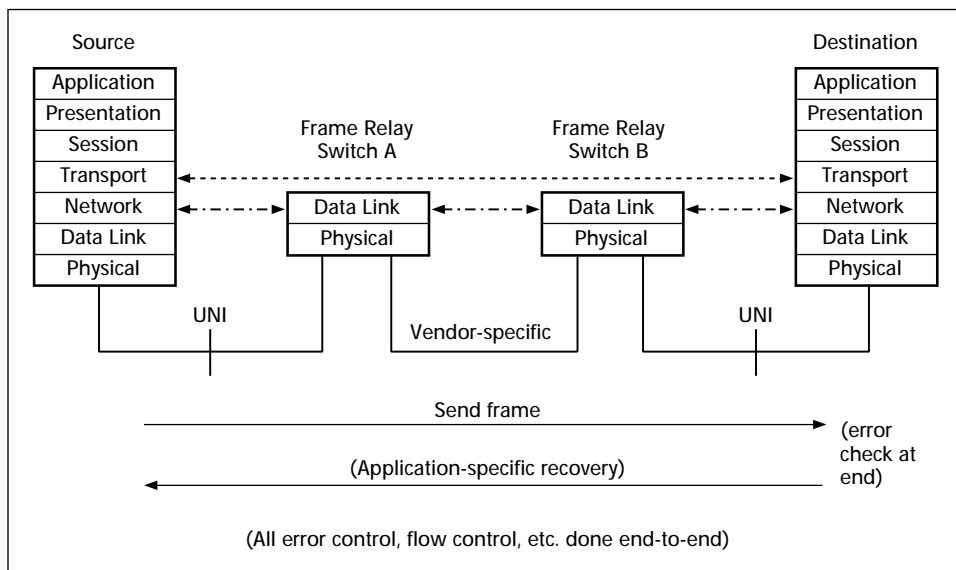 Source
Destination
Application
Presentation
Session
Transport
Network
Data Link
Physical
Frame Relay
Switch A
Data Link
Physical
Frame Relay
Switch B
Data Link
Physical
Application
Presentation
Session
Transport
Network
Data Link
Physical
UNI
Vendor-specific
UNI
Send frame
(error
check at
end)
(Application-specific recovery)
(All error control, flow control, etc. done end-to-end)